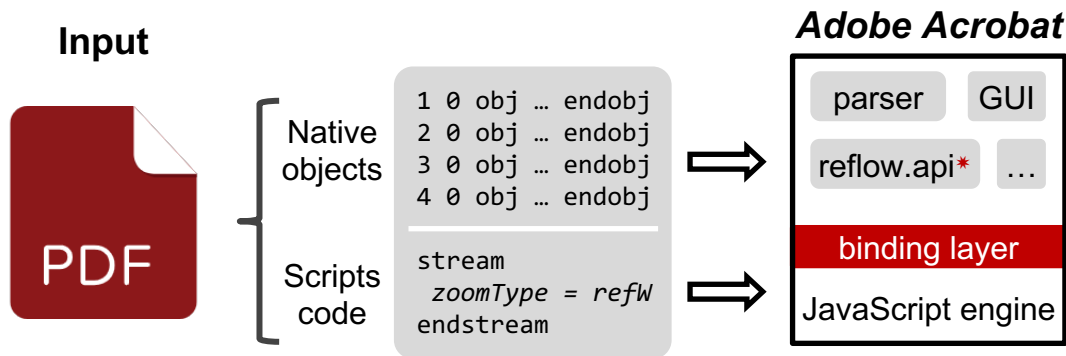 Input
PDF
Native
objects
1 0 obj … endobj
2 0 obj … endobj
3 0 obj … endobj
4 0 obj … endobj
Scripts
code
stream
zoomType = refW
endstream
Adobe Acrobat
parser
GUI
reflow.api*
…
binding layer
JavaScript engine